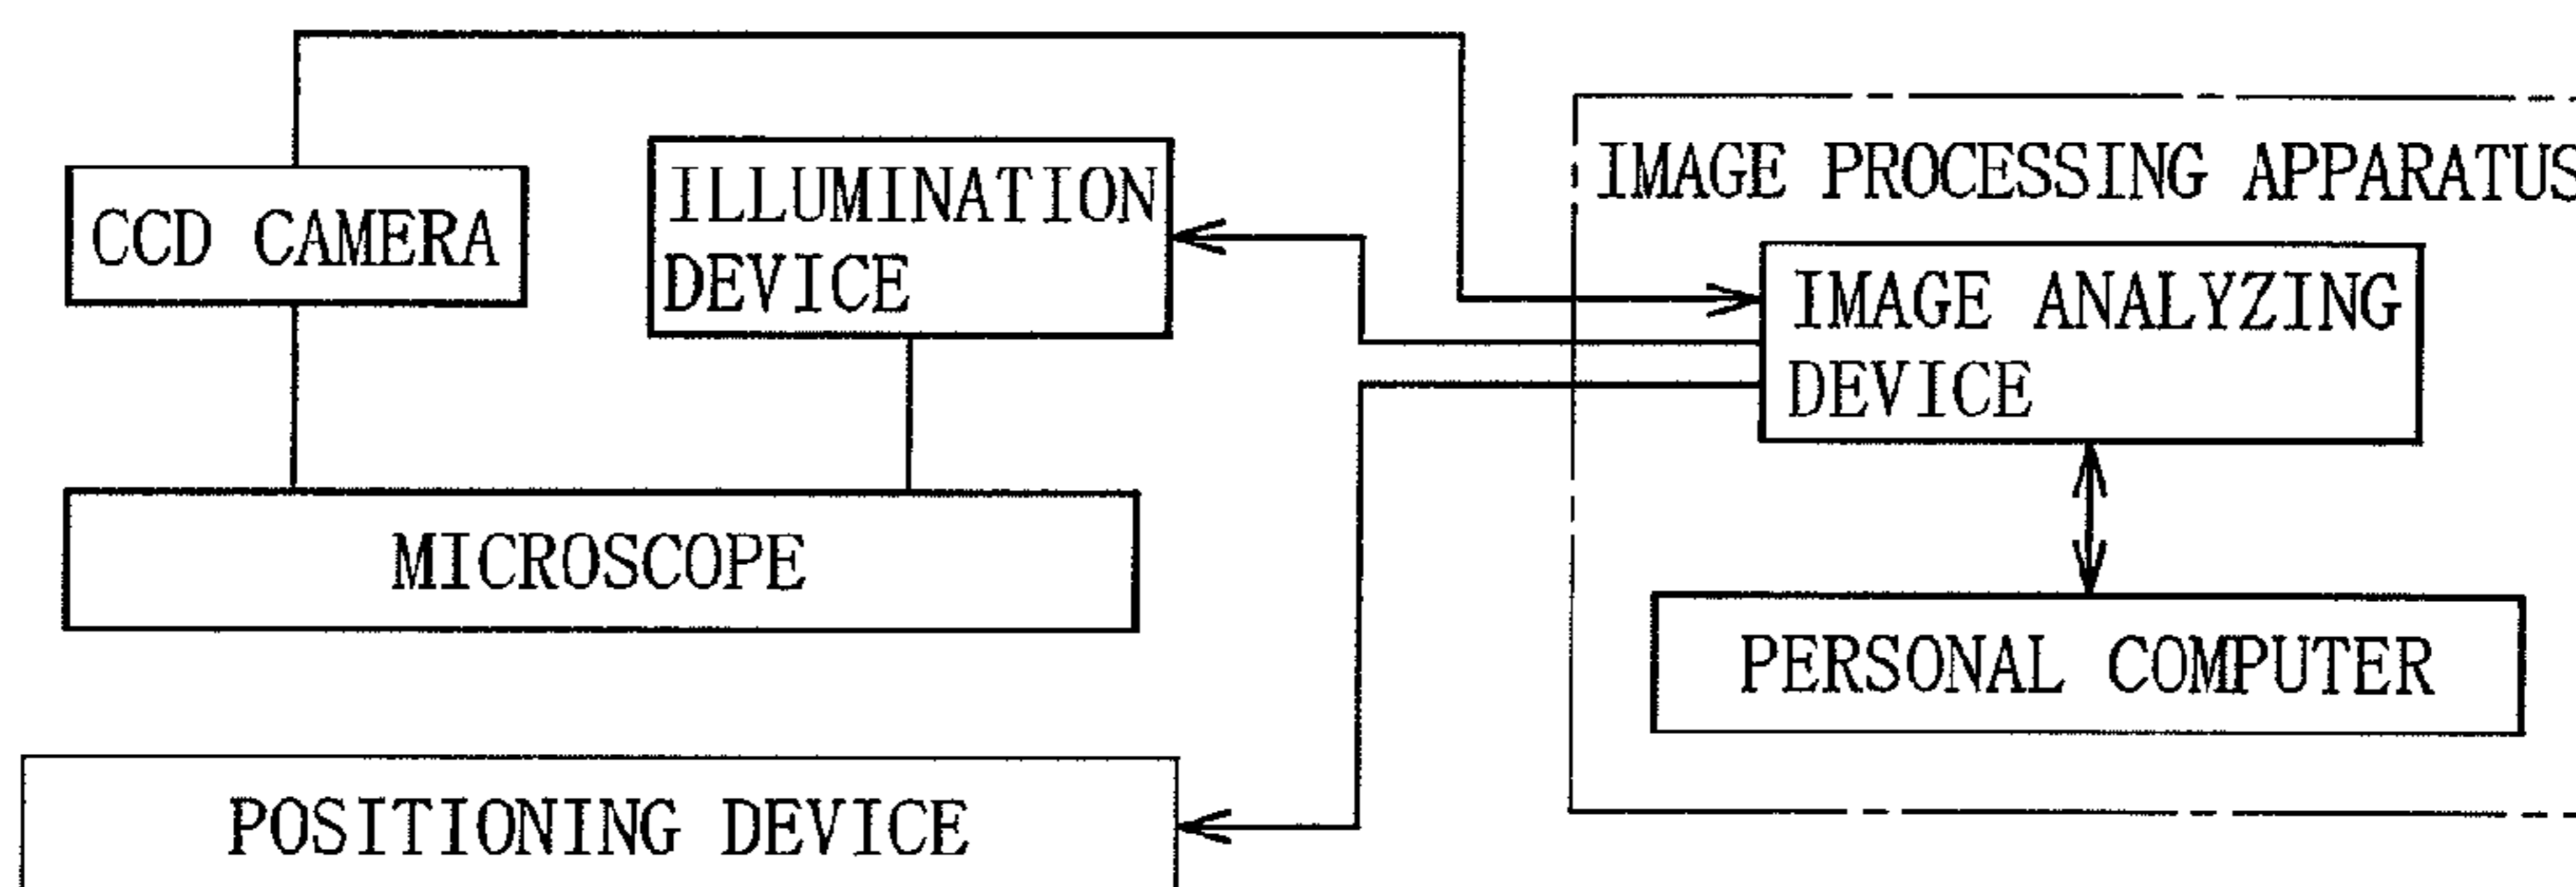 IMAGE PROCESSING APPARATUS
CCD CAMERA
ILLUMINATION
DEVICE
IMAGE ANALYZING
DEVICE
MICROSCOPE
PERSONAL COMPUTER
POSITIONING DEVICE